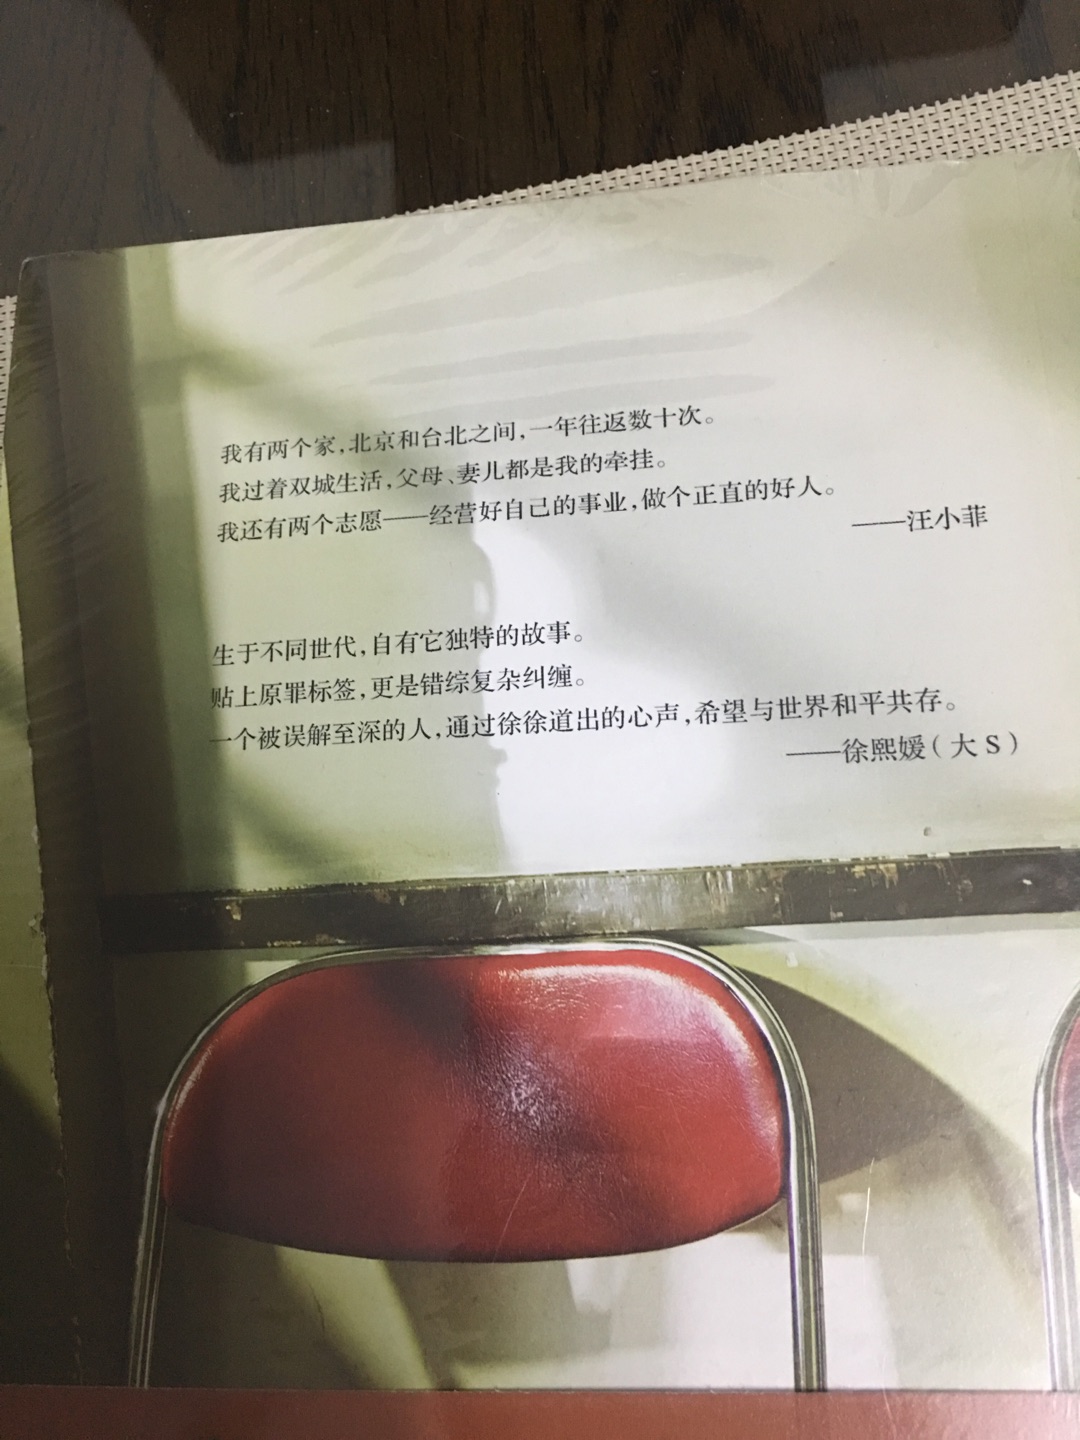 我有两个家,北京和台北之间,一年往返数十次。
我过着双城生活,父母、妻儿都是我的牵挂。
我还有两个志愿——经营好自己的事业,做个正直的好人。
——汪小菲
生于不同世代,自有它独特的故事。
贴上原罪标签,更是错综复杂纠缠。
一个被误解至深的人,通过徐徐道出的心声,希望与世界和平共存。
——徐熙媛(大S)